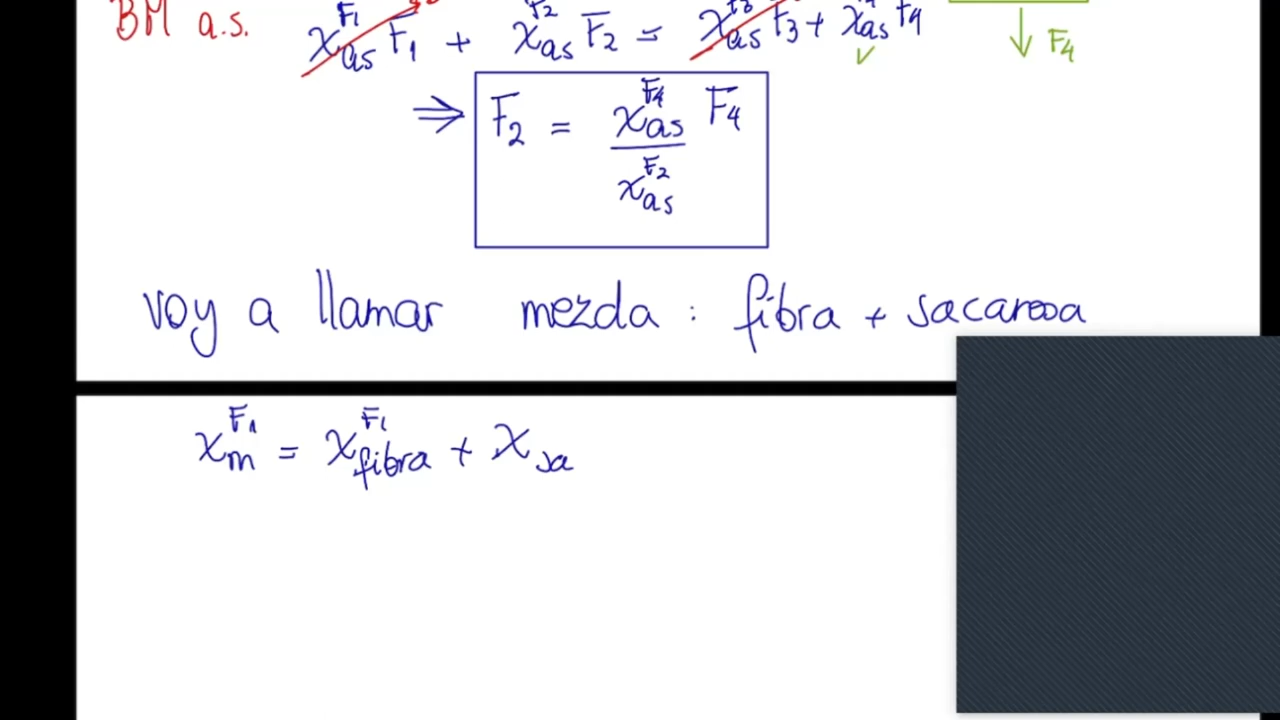 BM a.s. x_as^F1 F1 + x_as^F2 F2 = x_as^F3 F3 + x_as^F4 F4 ✓
↓ F4
⇒ F2 = x_as^F4 / x_as^F2 F4
voy a llamar mezda : fibra + sacarosa
x_m^F1 = x_fibra^F1 + x_sa